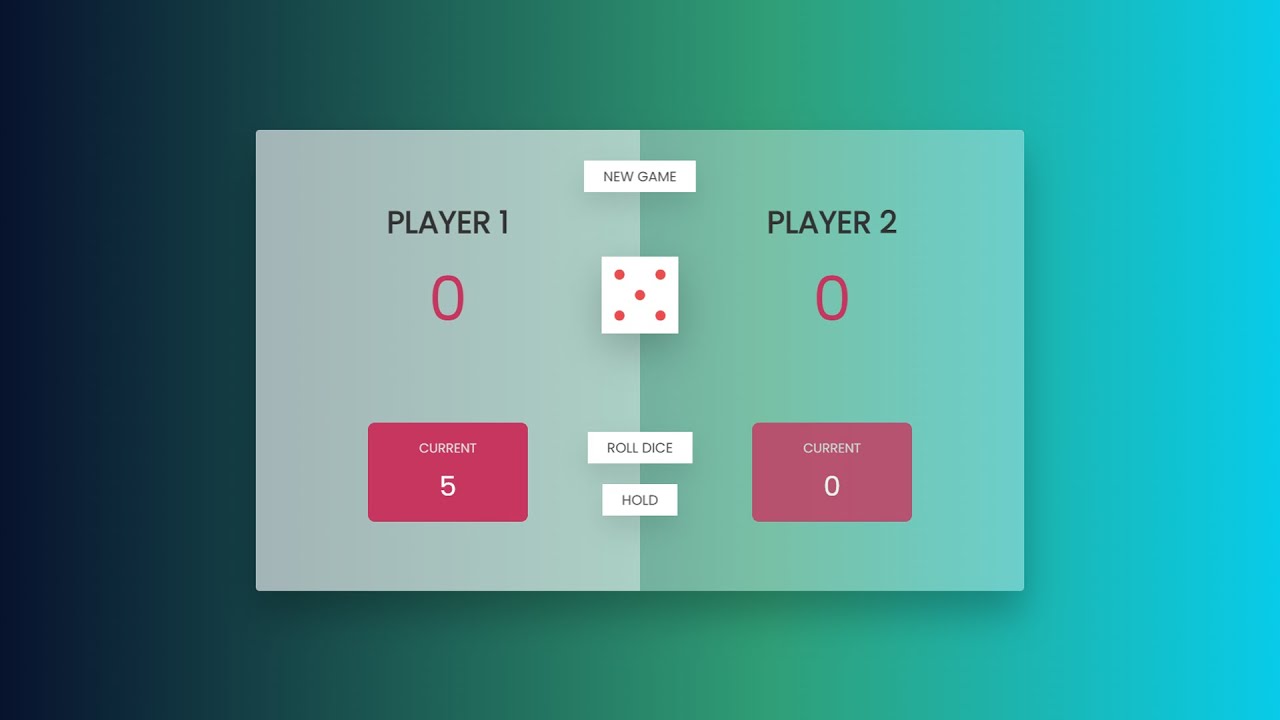 NEW GAME
PLAYER 1
PLAYER 2
0
0
CURRENT
5
ROLL DICE
HOLD
CURRENT
0